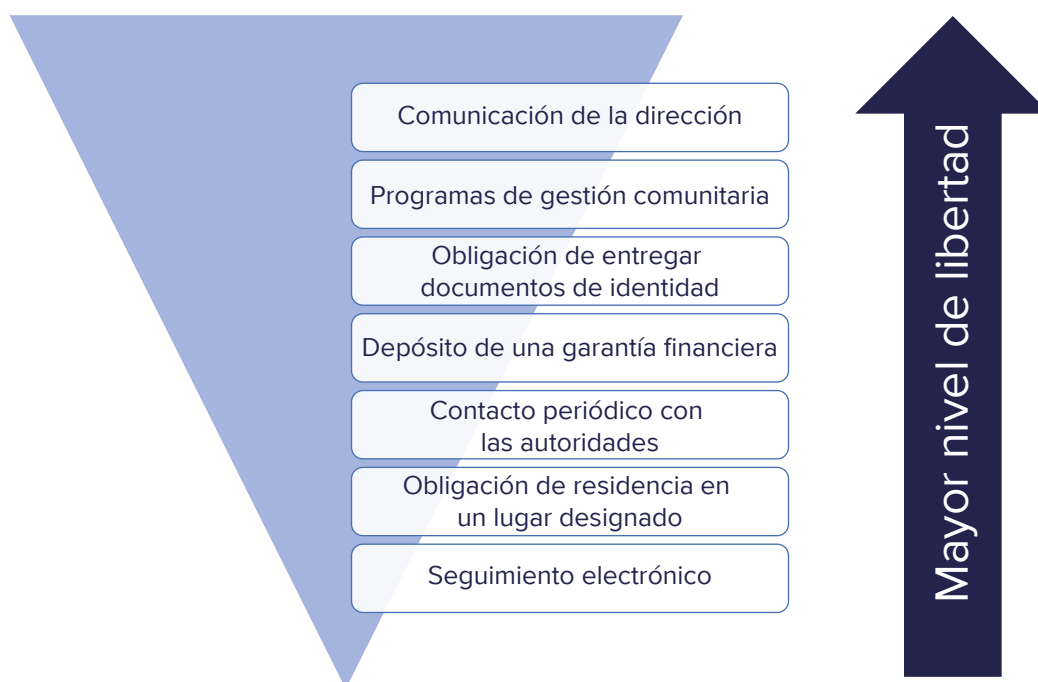 Comunicación de la dirección
Programas de gestión comunitaria
Obligación de entregar
documentos de identidad
Depósito de una garantía financiera
Contacto periódico con
las autoridades
Obligación de residencia en
un lugar designado
Seguimiento electrónico
Mayor nivel de libertad